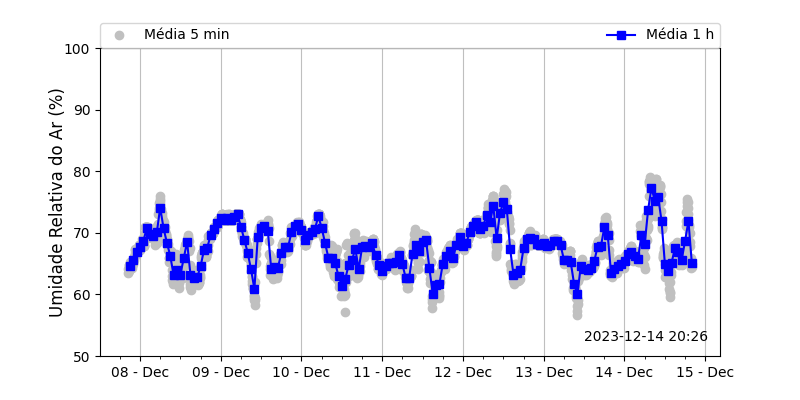 Média 5 min
Média 1 h
Umidade Relativa do Ar (%)
100
90
80
70
60
50
2023-12-14 20:26
08 - Dec
09 - Dec
10 - Dec
11 - Dec
12 - Dec
13 - Dec
14 - Dec
15 - Dec